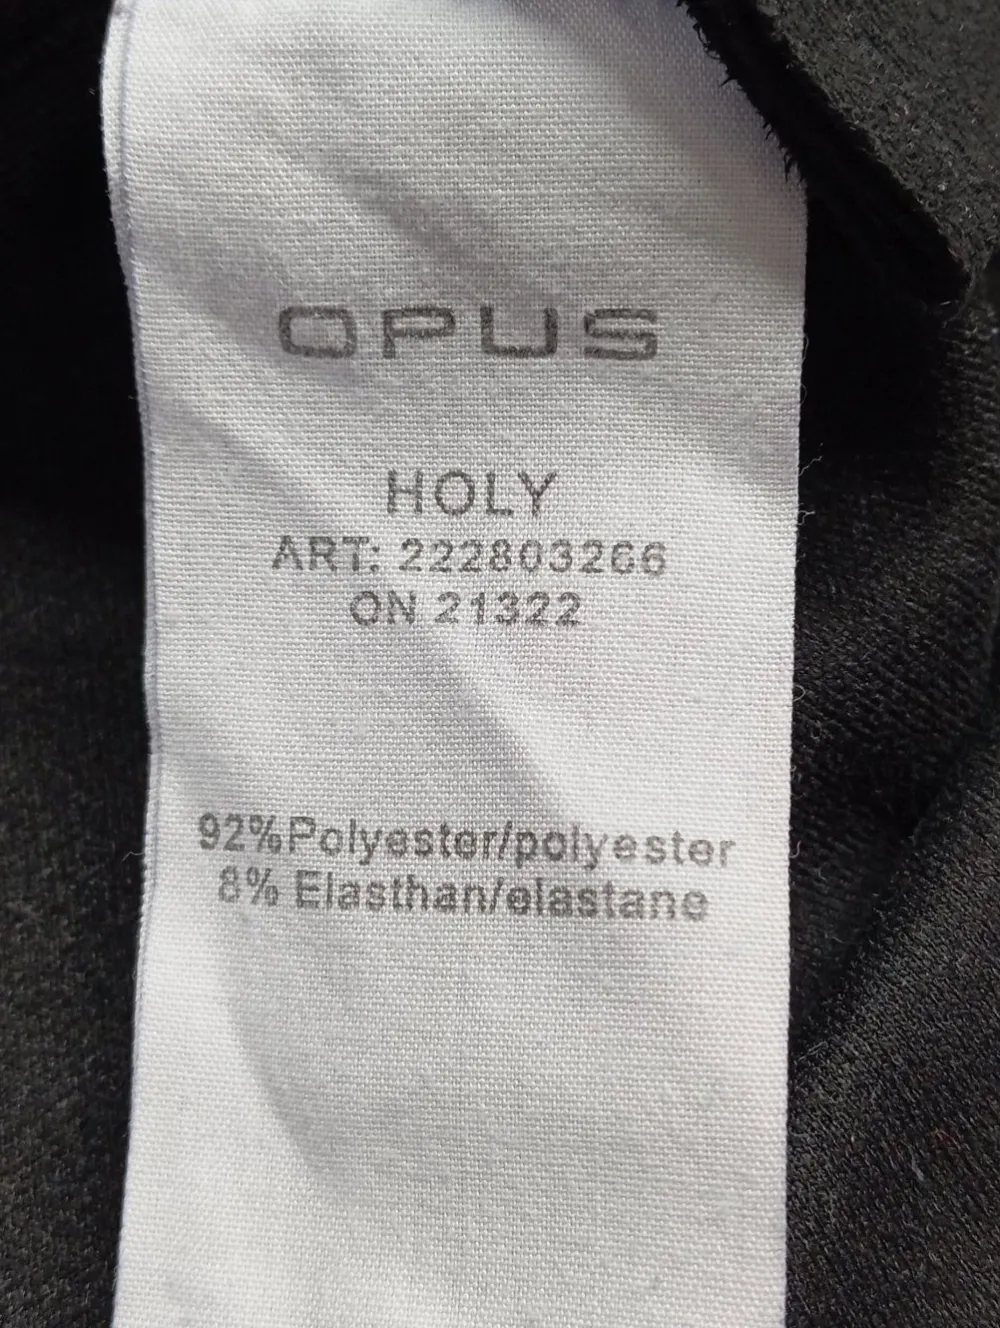 OPUS
HOLY
ART: 222803266
ON 21322
92%Polyester/polyester
8% Elasthan/elastane